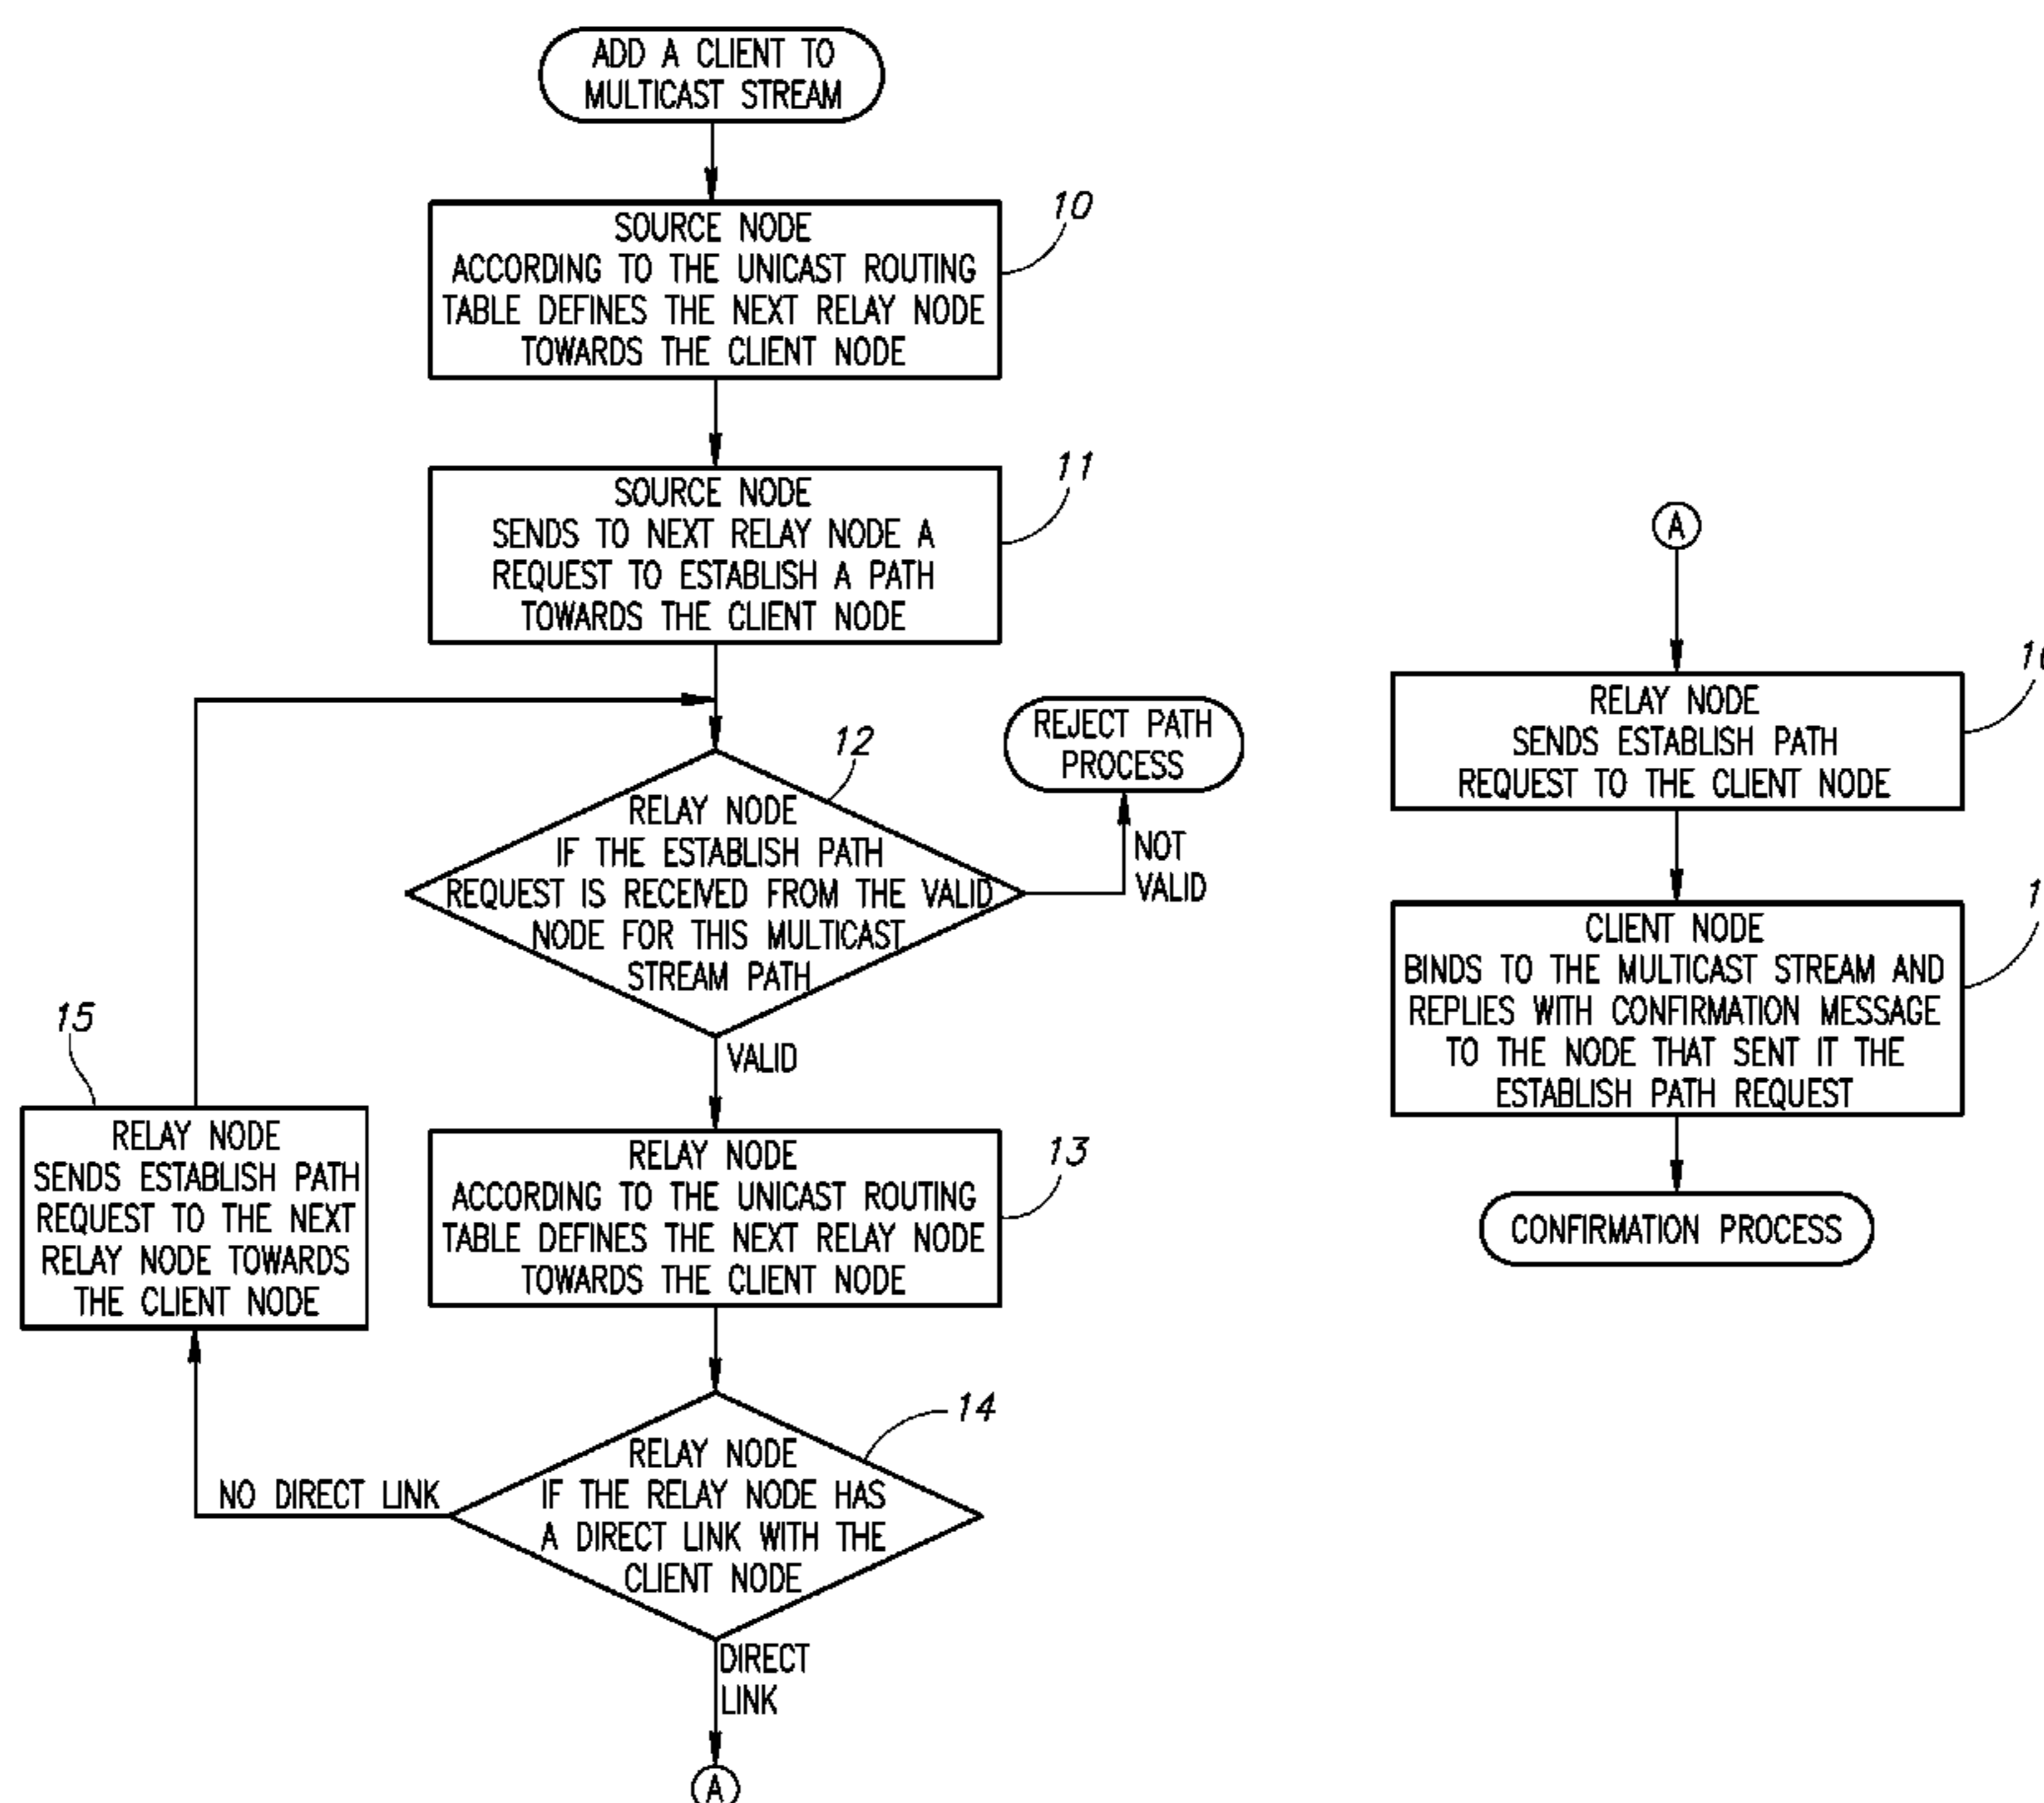 ADD A CLIENT TO
MULTICAST STREAM
10
SOURCE NODE
ACCORDING TO THE UNICAST ROUTING
TABLE DEFINES THE NEXT RELAY NODE
TOWARDS THE CLIENT NODE
11
SOURCE NODE
SENDS TO NEXT RELAY NODE A
REQUEST TO ESTABLISH A PATH
TOWARDS THE CLIENT NODE
12
RELAY NODE
IF THE ESTABLISH PATH
REQUEST IS RECEIVED FROM THE VALID
NODE FOR THIS MULTICAST
STREAM PATH
REJECT PATH
PROCESS
NOT
VALID
VALID
13
RELAY NODE
ACCORDING TO THE UNICAST ROUTING
TABLE DEFINES THE NEXT RELAY NODE
TOWARDS THE CLIENT NODE
14
RELAY NODE
IF THE RELAY NODE HAS
A DIRECT LINK WITH THE
CLIENT NODE
NO DIRECT LINK
15
RELAY NODE
SENDS ESTABLISH PATH
REQUEST TO THE NEXT
RELAY NODE TOWARDS
THE CLIENT NODE
DIRECT
LINK
A
A
RELAY NODE
SENDS ESTABLISH PATH
REQUEST TO THE CLIENT NODE
CLIENT NODE
BINDS TO THE MULTICAST STREAM AND
REPLIES WITH CONFIRMATION MESSAGE
TO THE NODE THAT SENT IT THE
ESTABLISH PATH REQUEST
CONFIRMATION PROCESS